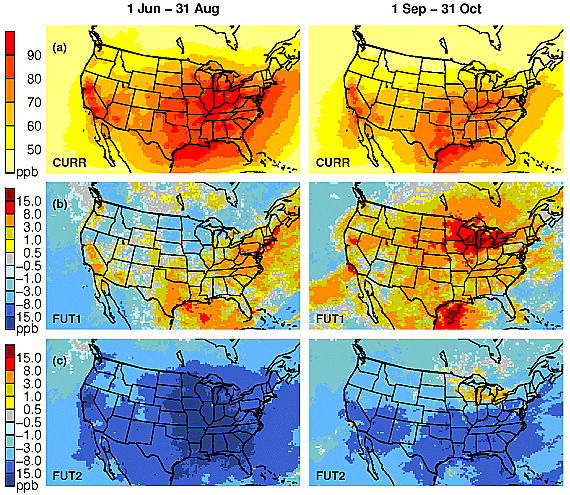 1 Jun – 31 Aug
1 Sep – 31 Oct
90
80
70
60
50
ppb
(a)
CURR
CURR
15.0
8.0
3.0
1.0
0.5
−0.5
−1.0
−3.0
−8.0
15.0
ppb
(b)
FUT1
FUT1
15.0
8.0
3.0
1.0
0.5
−0.5
−1.0
−3.0
−8.0
15.0
ppb
(c)
FUT2
FUT2